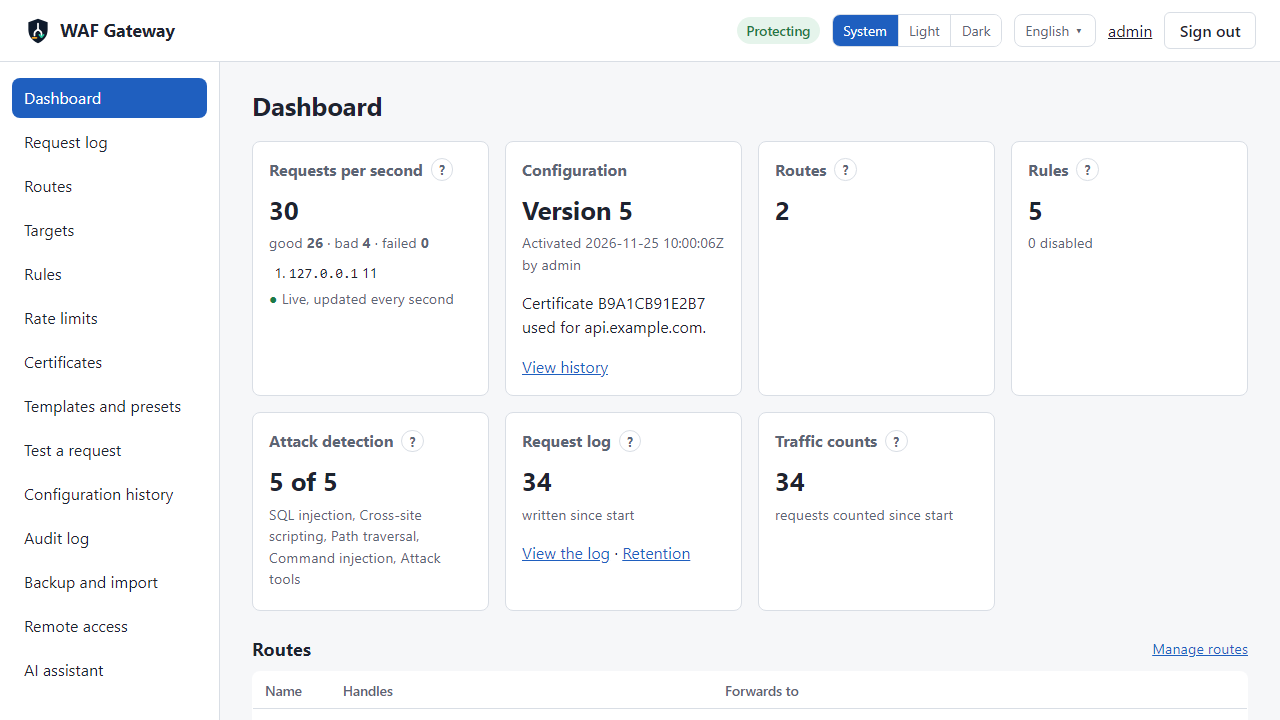 WAF Gateway
Protecting
System
Light
Dark
English
admin
Sign out
Dashboard
Request log
Routes
Targets
Rules
Rate limits
Certificates
Templates and presets
Test a request
Configuration history
Audit log
Backup and import
Remote access
AI assistant
Dashboard
Requests per second ?
30
good 26 · bad 4 · failed 0
1. 127.0.0.1 11
● Live, updated every second
Configuration
Version 5
Activated 2026-11-25 10:00:06Z
by admin
Certificate B9A1CB91E2B7
used for api.example.com.
View history
Routes ?
2
Rules ?
5
0 disabled
Attack detection ?
5 of 5
SQL injection, Cross-site
scripting, Path traversal,
Command injection, Attack
tools
Request log ?
34
written since start
View the log · Retention
Traffic counts ?
34
requests counted since start
Routes
Manage routes
Name Handles Forwards to